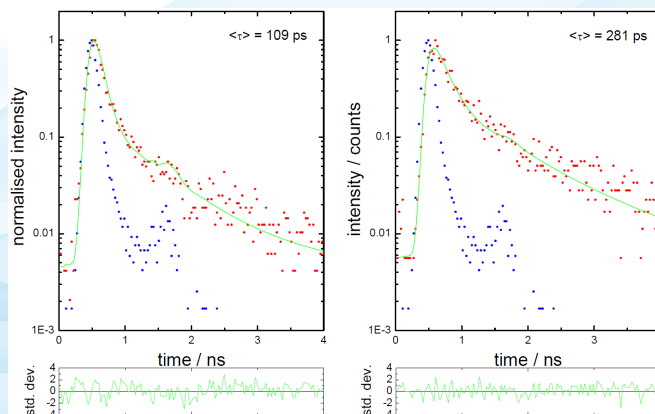 <τ> = 109 ps
normalised intensity
1
0.1
0.01
1E-3
0 1 2 3 4
time / ns
std. dev.
4
2
0
-2
-4
<τ> = 281 ps
intensity / counts
1
0.1
0.01
1E-3
0 1 2 3
time / ns
std. dev.
4
2
0
-2
-4